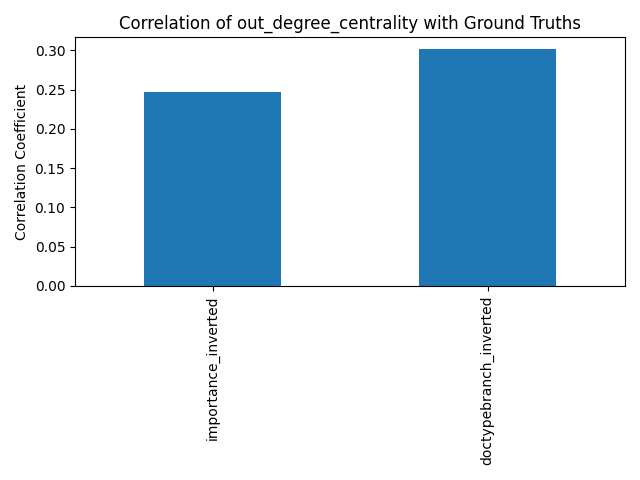 Correlation of out_degree_centrality with Ground Truths
Correlation Coefficient
0.30
0.25
0.20
0.15
0.10
0.05
0.00
importance_inverted
doctypebranch_inverted